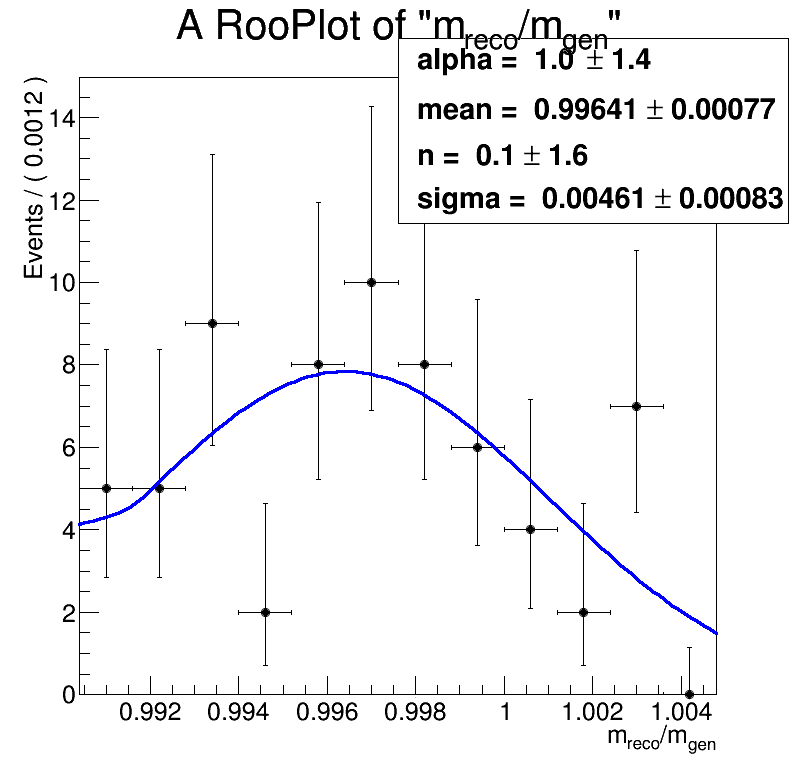 A RooPlot of "m_reco/m_gen"
alpha = 1.0 ± 1.4
mean = 0.99641 ± 0.00077
n = 0.1 ± 1.6
sigma = 0.00461 ± 0.00083
Events / ( 0.0012 )
14
12
10
8
6
4
2
0
0.992 0.994 0.996 0.998 1 1.002 1.004
m_reco/m_gen